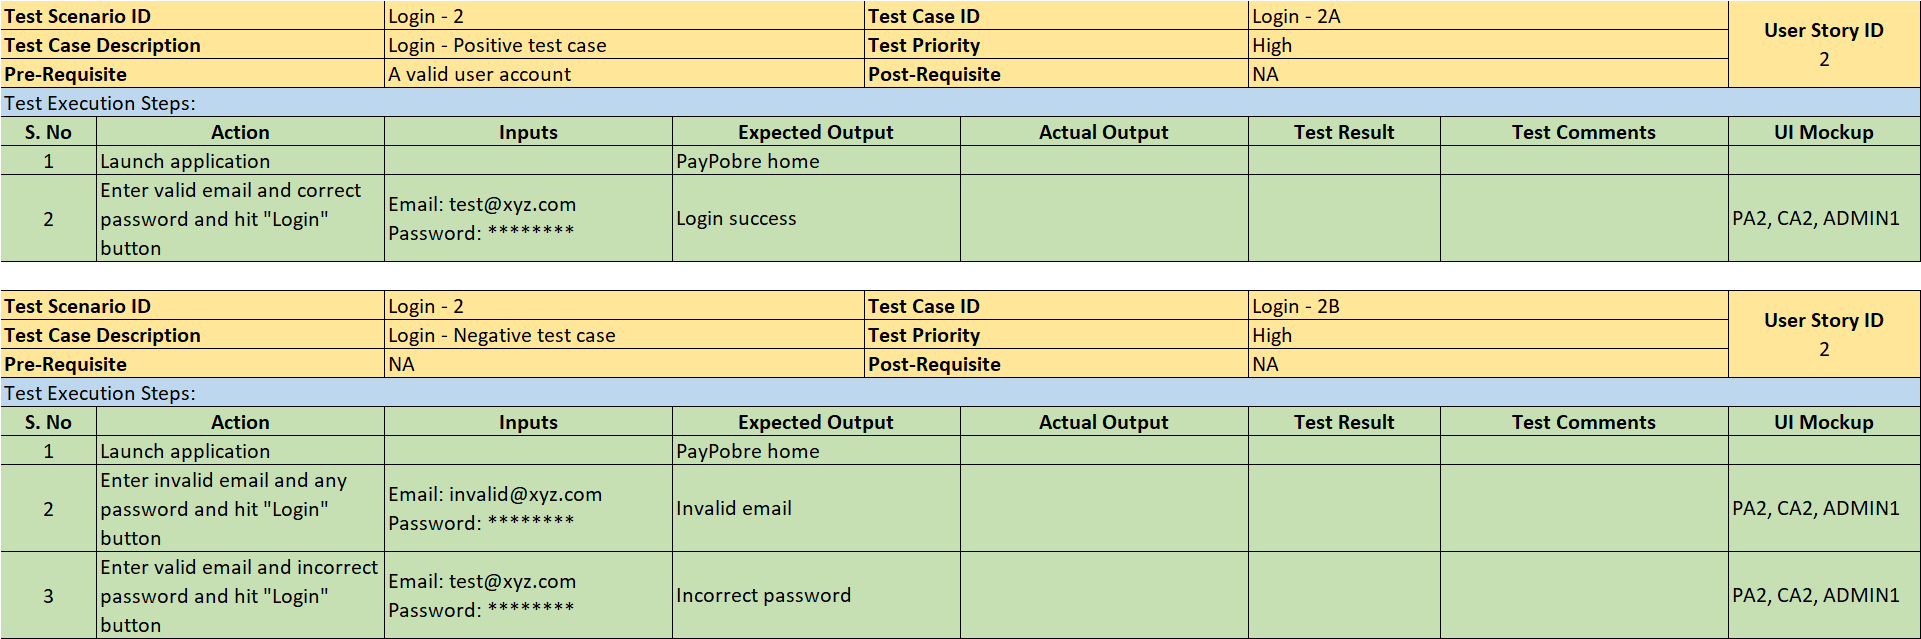 Test Scenario ID Login - 2 Test Case ID Login - 2A User Story ID
Test Case Description Login - Positive test case Test Priority High 2
Pre-Requisite A valid user account Post-Requisite NA
Test Execution Steps:
S. No Action Inputs Expected Output Actual Output Test Result Test Comments UI Mockup
1 Launch application PayPobre home
2 Enter valid email and correct
password and hit "Login"
button
Email: test@xyz.com
Password: ********
Login success
PA2, CA2, ADMIN1
Test Scenario ID Login - 2 Test Case ID Login - 2B User Story ID
Test Case Description Login - Negative test case Test Priority High 2
Pre-Requisite NA Post-Requisite NA
Test Execution Steps:
S. No Action Inputs Expected Output Actual Output Test Result Test Comments UI Mockup
1 Launch application PayPobre home
2 Enter invalid email and any
password and hit "Login"
button
Email: invalid@xyz.com
Password: ********
Invalid email
PA2, CA2, ADMIN1
3 Enter valid email and incorrect
password and hit "Login"
button
Email: test@xyz.com
Password: ********
Incorrect password
PA2, CA2, ADMIN1